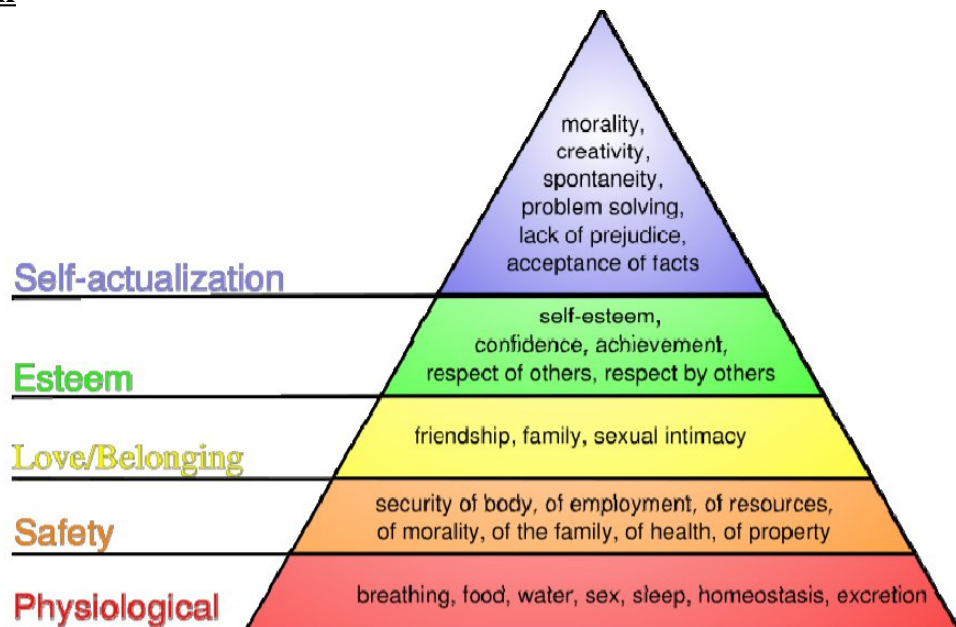 morality,
creativity,
spontaneity,
problem solving,
lack of prejudice,
acceptance of facts
Self-actualization
self-esteem,
confidence, achievement,
respect of others, respect by others
Esteem
friendship, family, sexual intimacy
Love/Belonging
security of body, of employment, of resources,
of morality, of the family, of health, of property
Safety
breathing, food, water, sex, sleep, homeostasis, excretion
Physiological